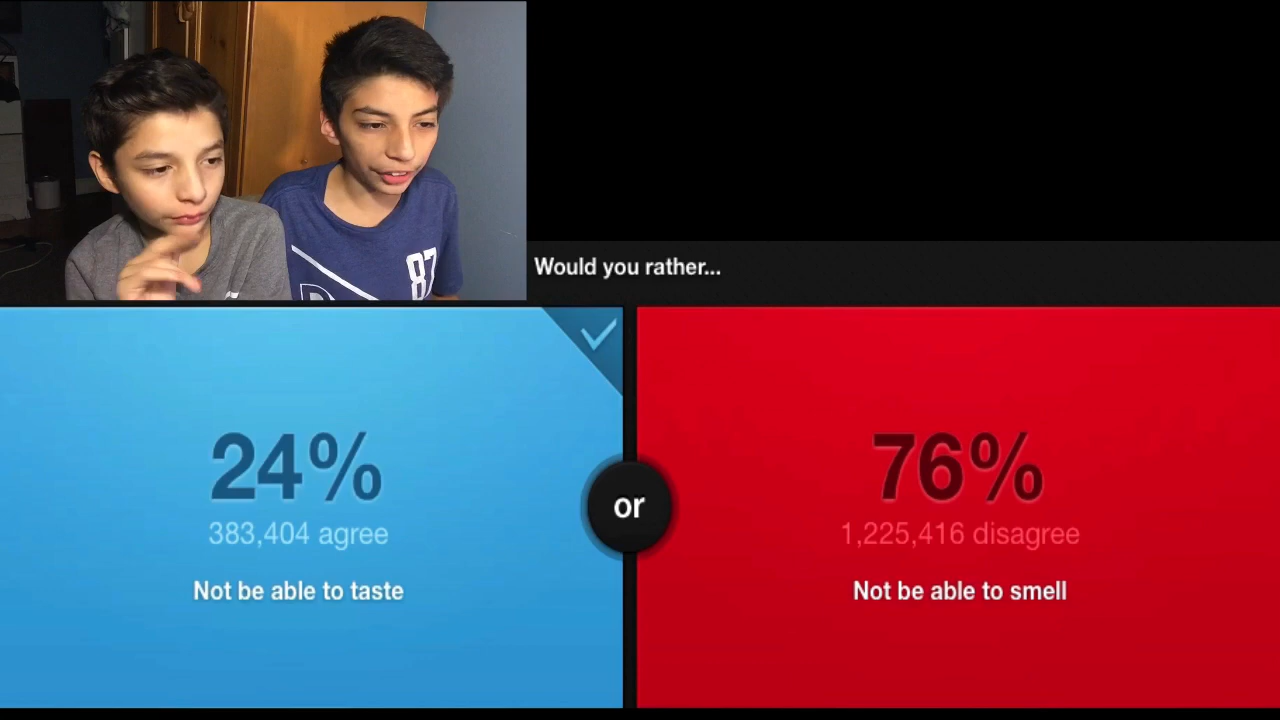 87
Would you rather...
24%
383,404 agree
Not be able to taste
or
76%
1,225,416 disagree
Not be able to smell